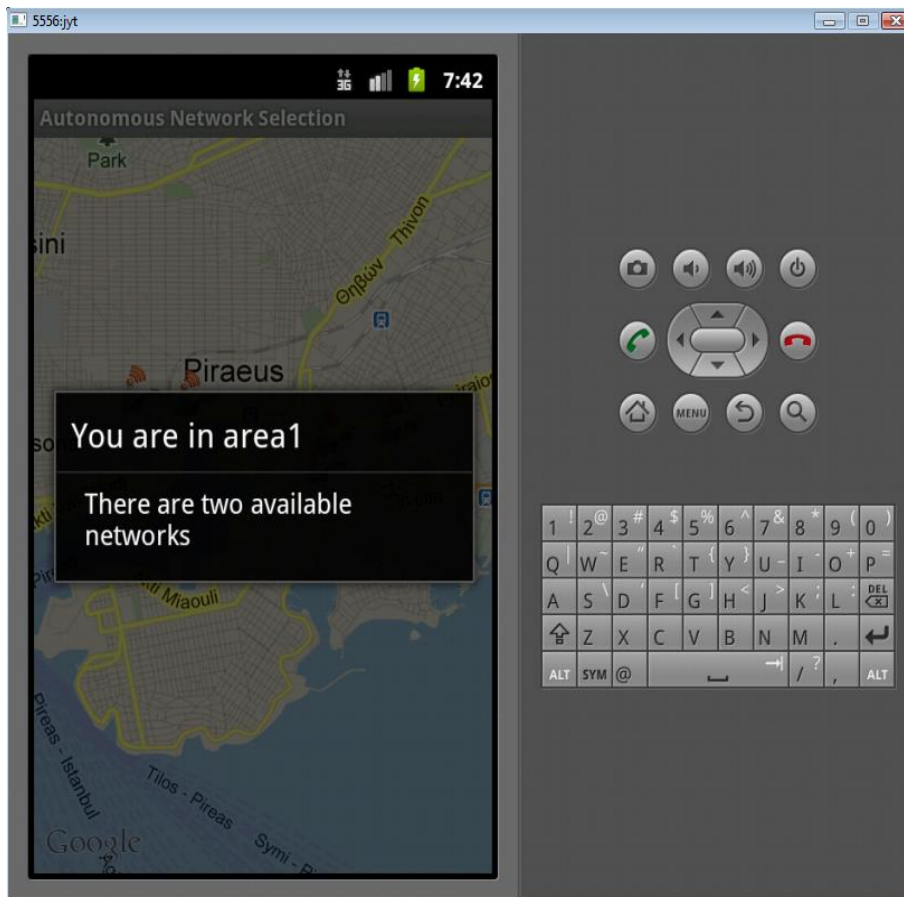 5556:jyt
3G 7:42
Autonomous Network Selection
Park
sini
Thivon
Θηβών
Piraeus
You are in area1
There are two available
networks
Akti Miaouli
Pireas - Istanbul
Tilos - Pireas
Symi -
Google
MENU
1 ! 2 @ 3 # 4 $ 5 % 6 ^ 7 & 8 * 9 ( 0 )
Q | W ~ E " R ` T { Y } U - I - O + P =
A S \ D ' F [ G ] H < J > K ; L : DEL
Z X C V B N M .
ALT SYM @ / ? , ALT